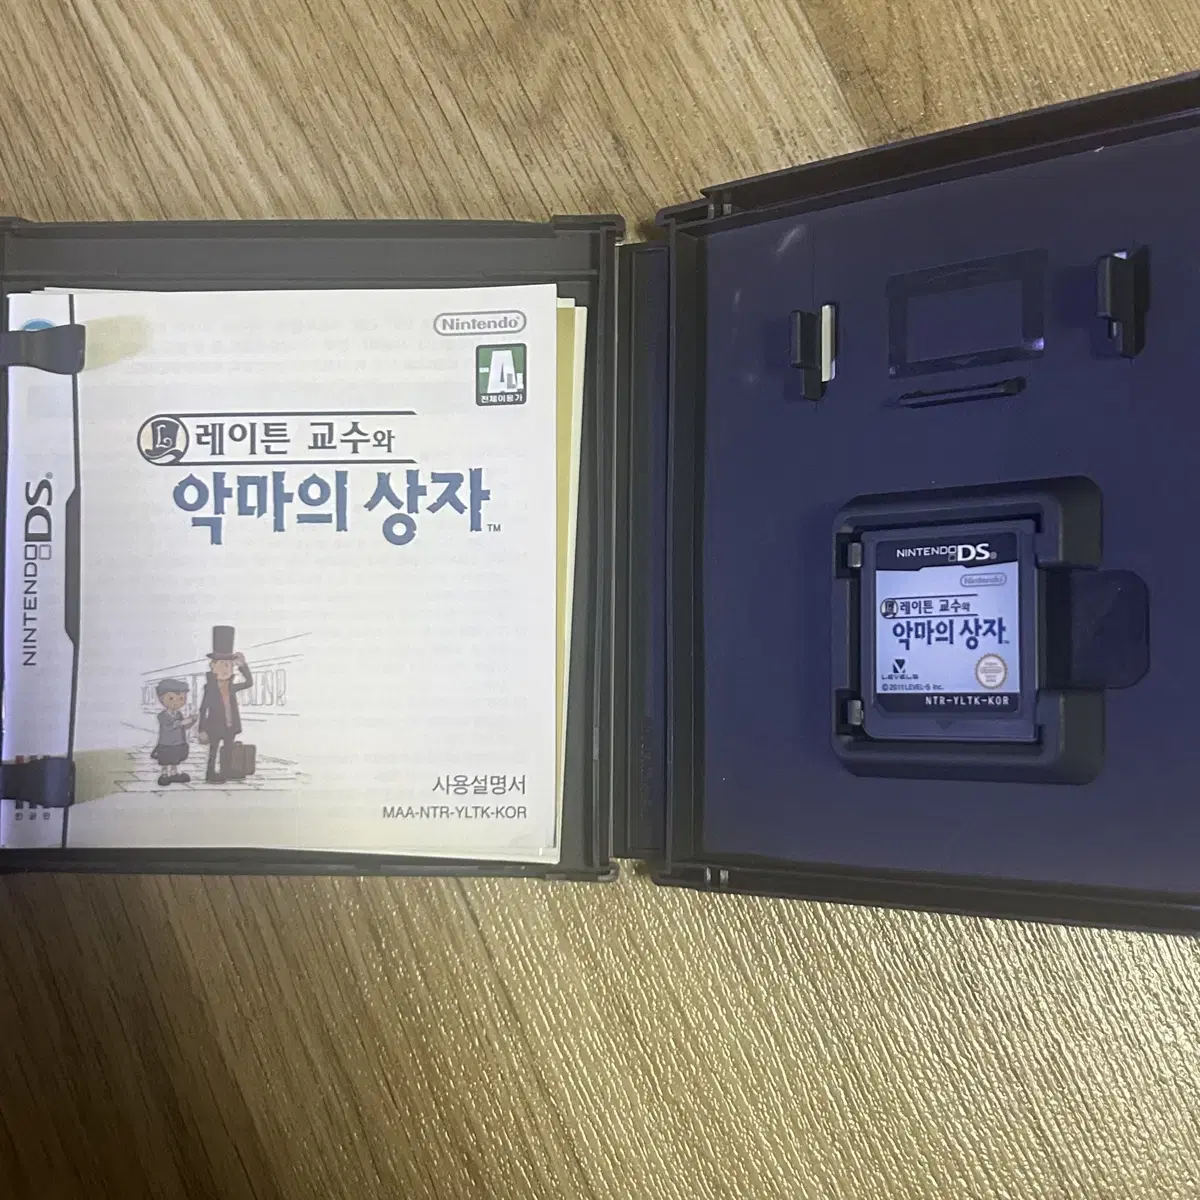 Nintendo
전체이용가
레이튼 교수와
악마의 상자™
NINTENDO DS®
사용설명서
MAA-NTR-YLTK-KOR
NINTENDO DS®
Nintendo
레이튼 교수와
악마의 상자™
LEVEL5
© 2011 LEVEL-5 Inc.
NTR-YLTK-KOR